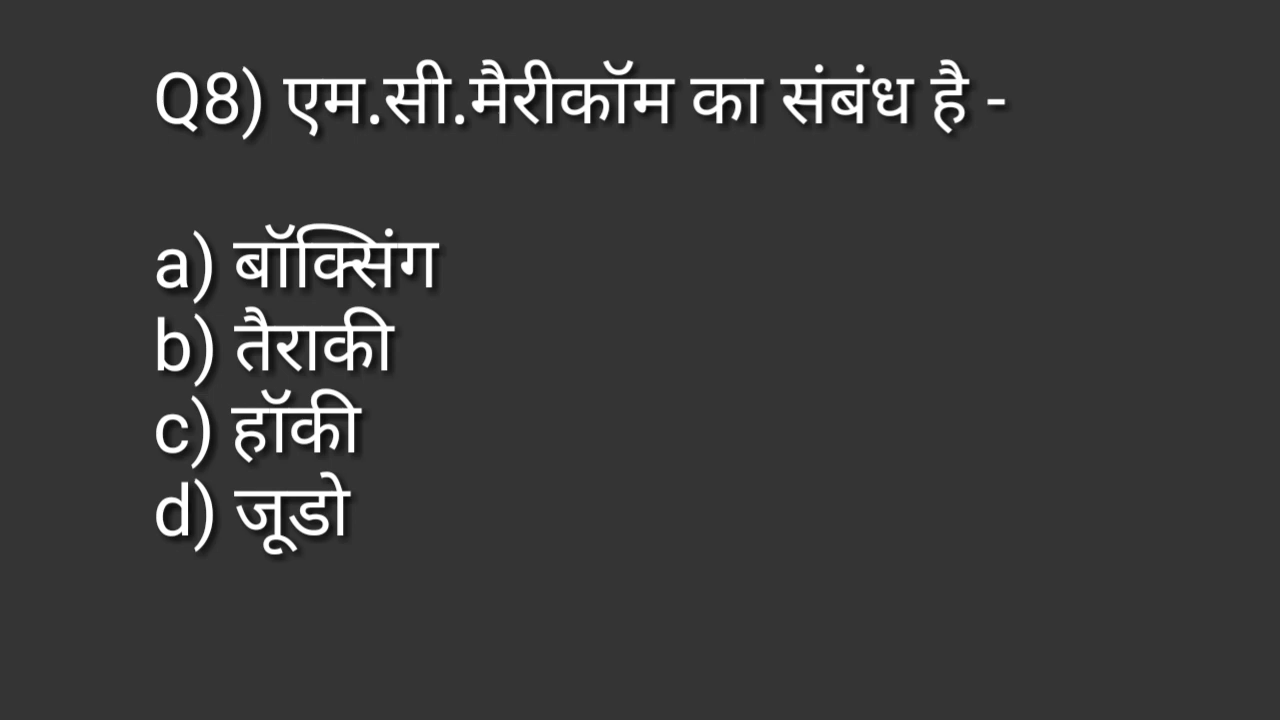 Q8) एम.सी.मैरीकॉम का संबंध है -
a) बॉक्सिंग
b) तैराकी
c) हॉकी
d) जूडो